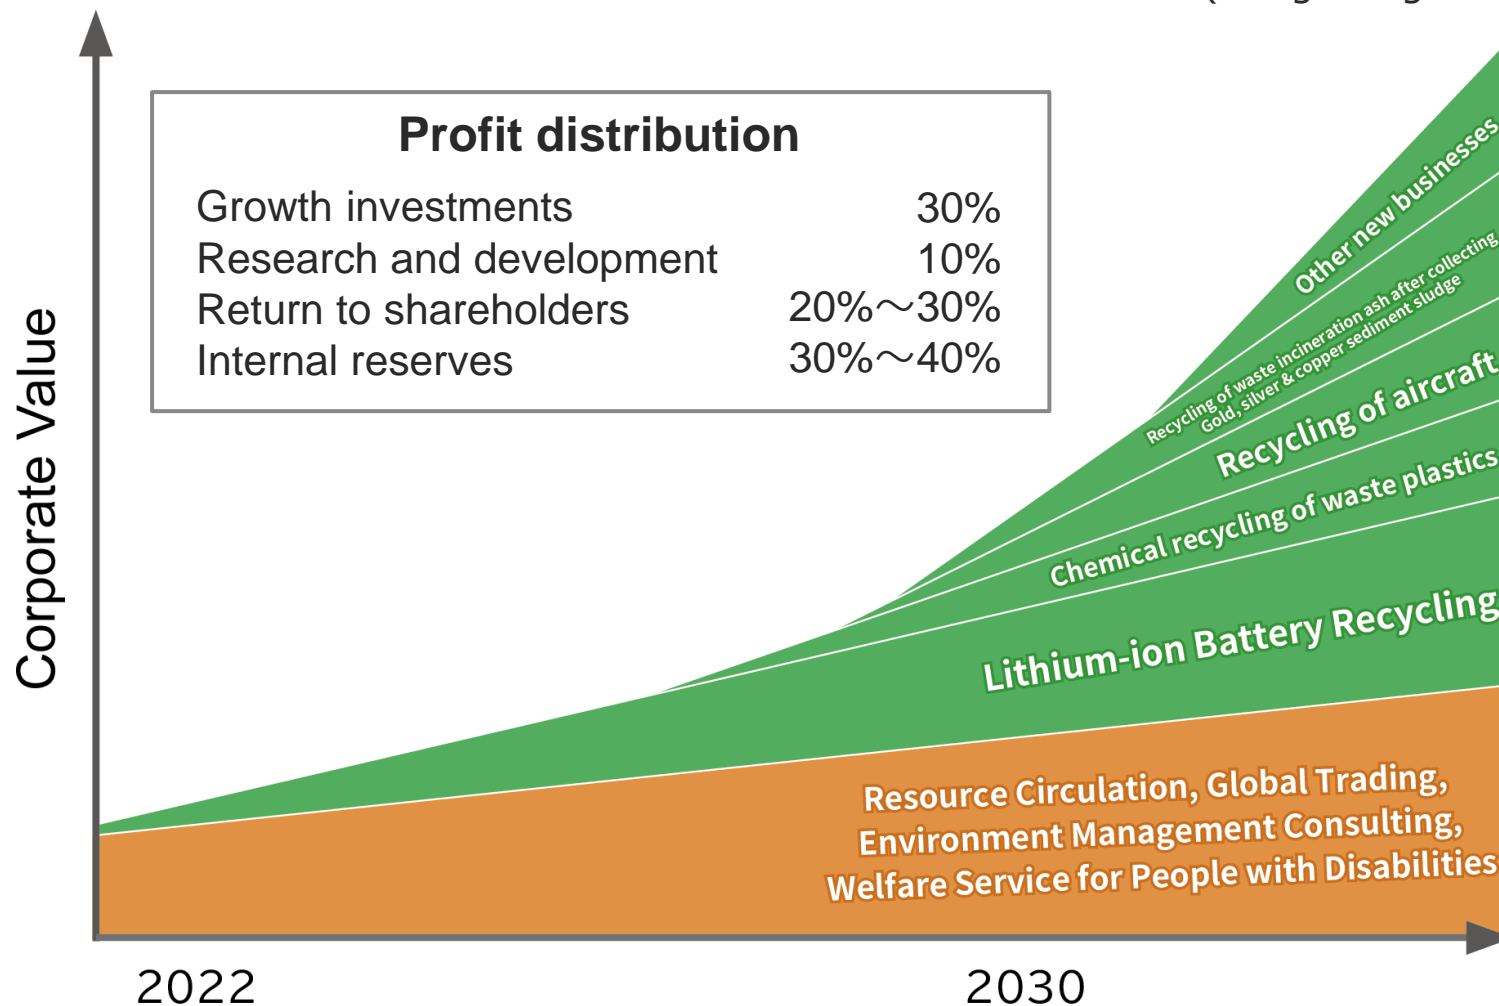 Profit distribution
Growth investments 30%
Research and development 10%
Return to shareholders 20%～30%
Internal reserves 30%～40%
Corporate Value
Other new businesses
Recycling of waste incineration ash after collecting
Gold, silver & copper sediment sludge
Recycling of aircraft
Chemical recycling of waste plastics
Lithium-ion Battery Recycling
Resource Circulation, Global Trading,
Environment Management Consulting,
Welfare Service for People with Disabilities
2022 2030